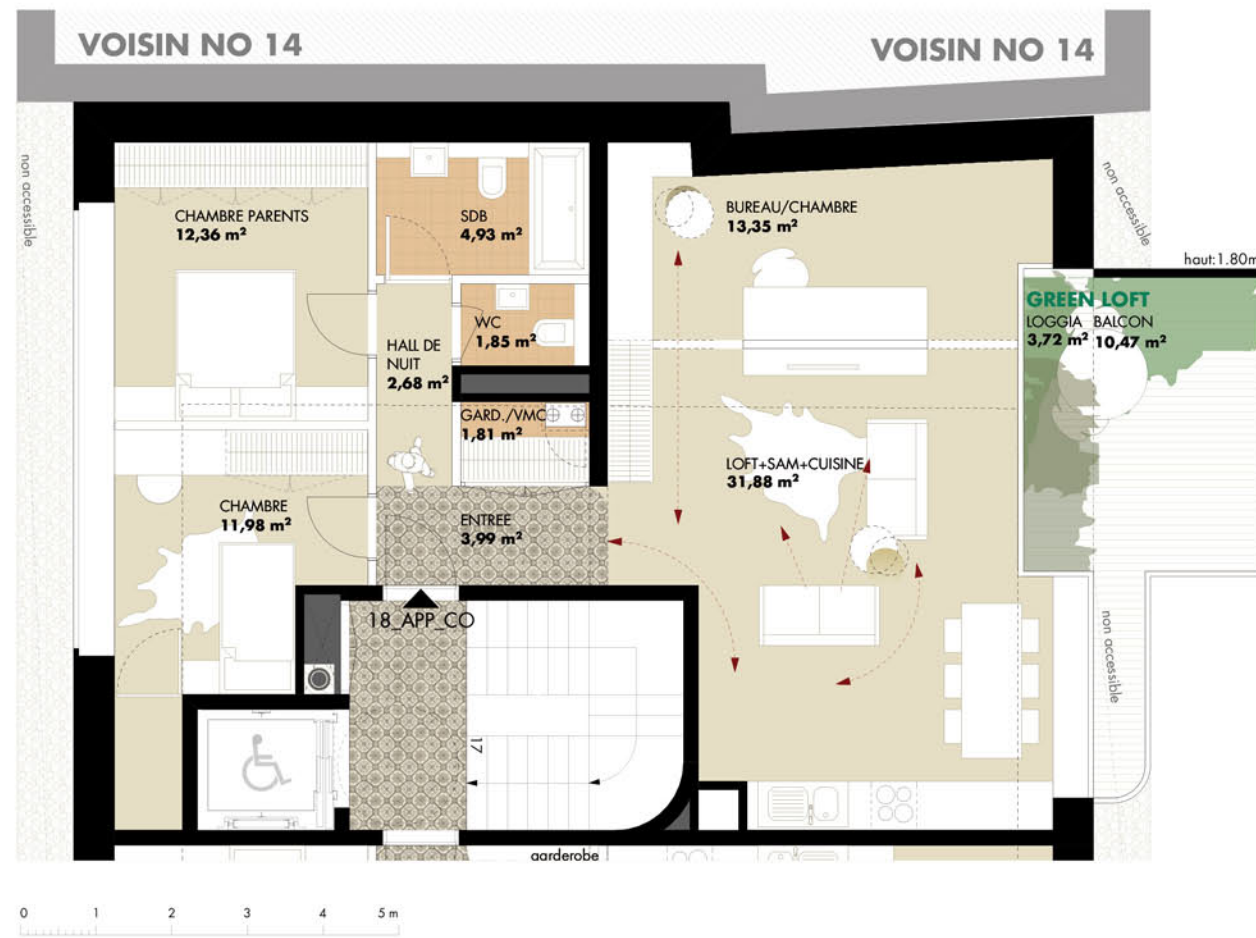 VOISIN NO 14
VOISIN NO 14
non accessible
non accessible
CHAMBRE PARENTS
12,36 m²
SDB
4,93 m²
BUREAU/CHAMBRE
13,35 m²
haut:1.80m
GREEN LOFT
LOGGIA BALCON
3,72 m² 10,47 m²
WC
1,85 m²
HALL DE
NUIT
2,68 m²
GARD./VMC
1,81 m²
LOFT+SAM+CUISINE
31,88 m²
CHAMBRE
11,98 m²
ENTREE
3,99 m²
18_APP_CO
non accessible
17
garderobe
0 1 2 3 4 5 m